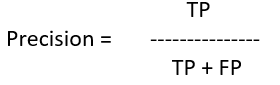 TP
Precision = ---------------
TP + FP